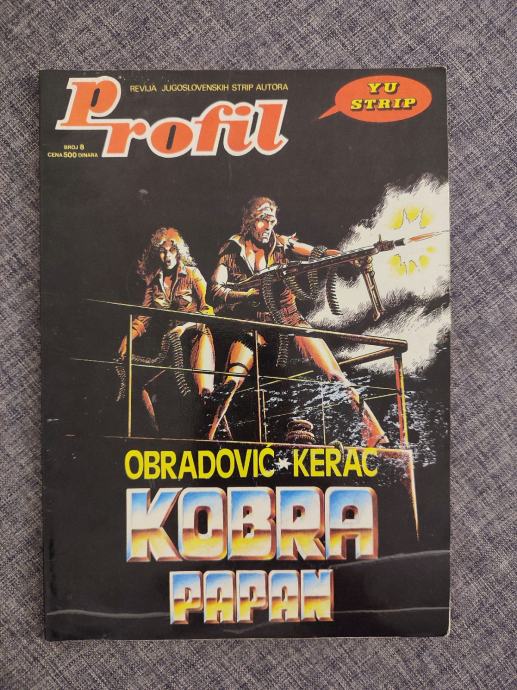 REVIJA JUGOSLOVENSKIH STRIP AUTORA
Profil
YU
STRIP
BROJ 8
CENA 500 DINARA
OBRADOVIĆ * KERAC
KOBRA
PAPAN